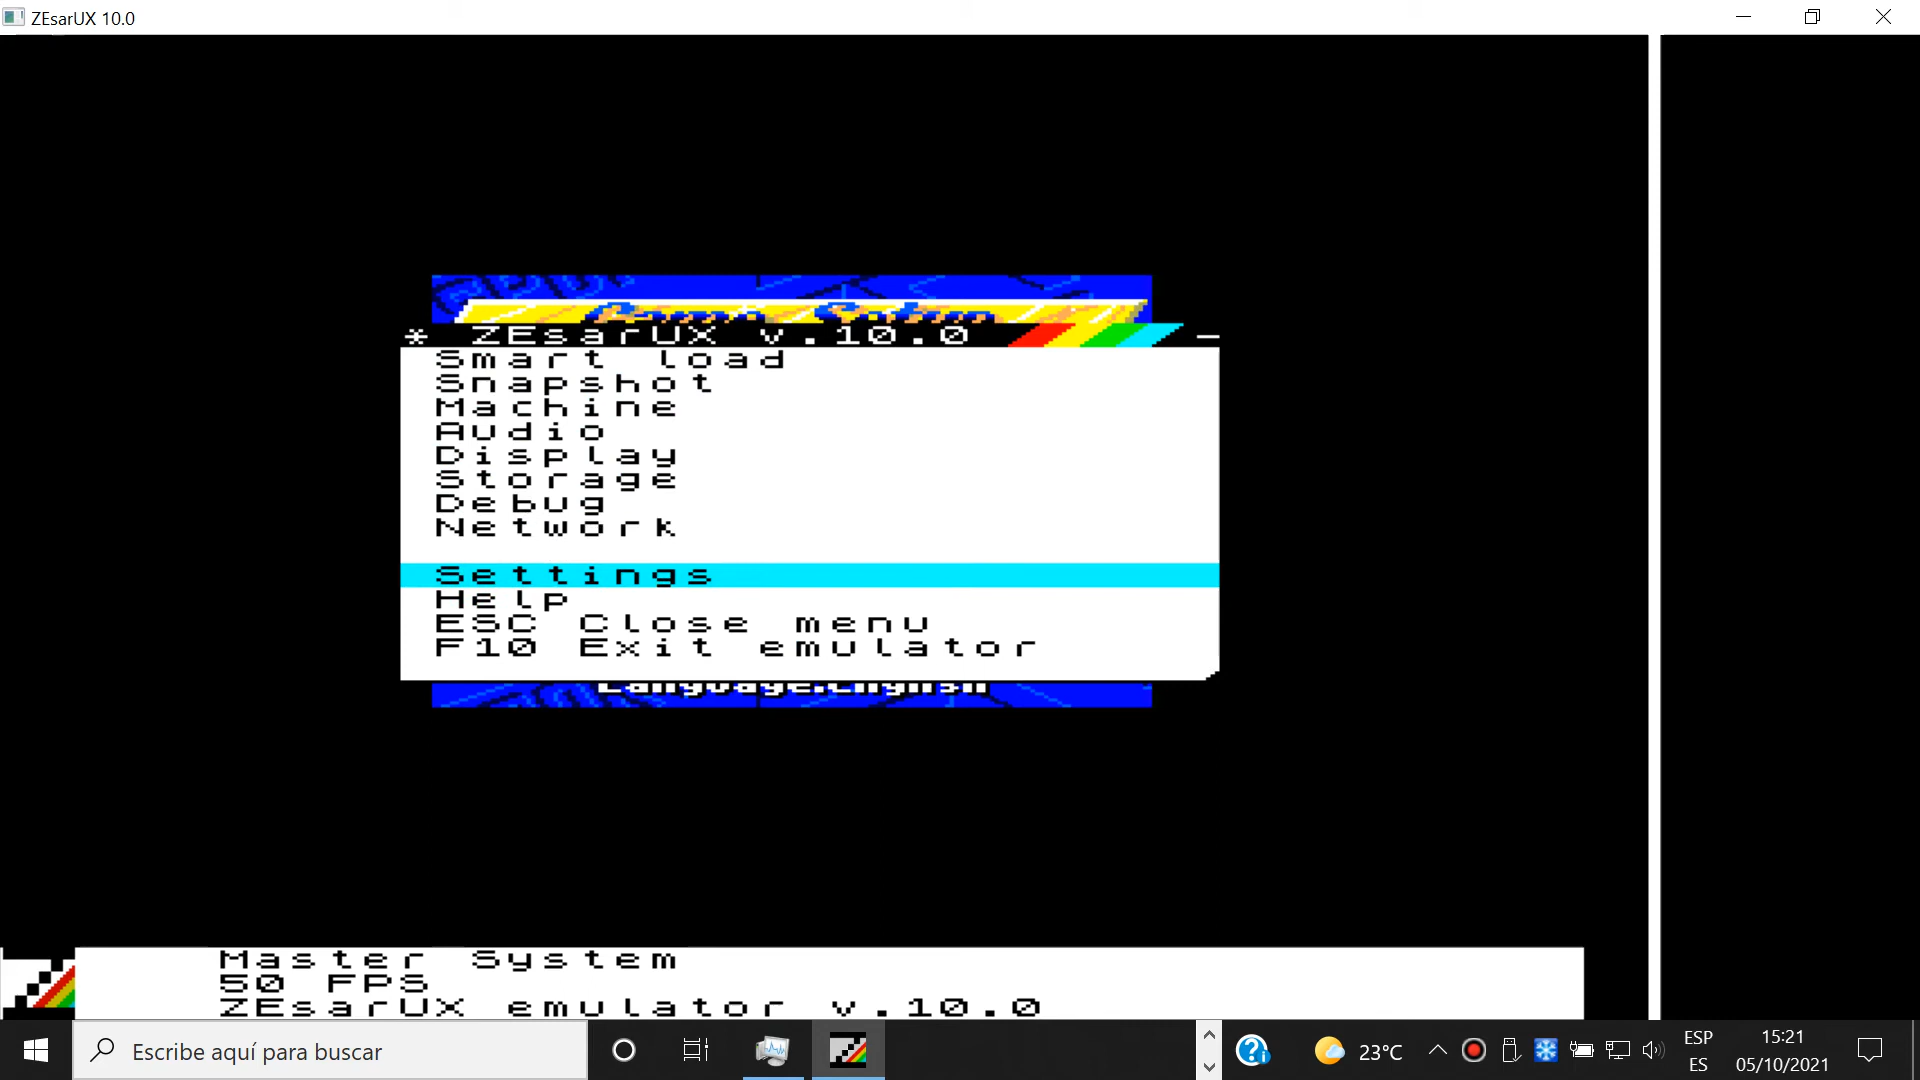 ZEsarUX 10.0
* ZEsarUX v.10.0 -
Smart load
Snapshot
Machine
Audio
Display
Storage
Debug
Network
Settings
Help
ESC Close menu
F10 Exit emulator
Language:English
Master System
50 FPS
ZEsarUX emulator v.10.0
Escribe aquí para buscar
23°C
ESP
ES
15:21
05/10/2021